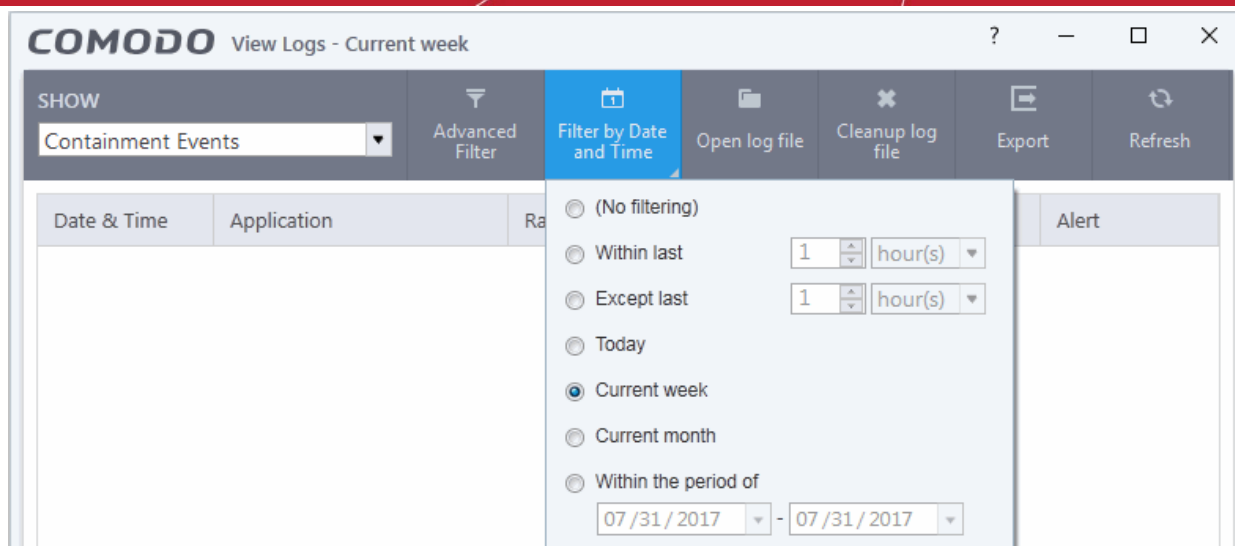 COMODO View Logs - Current week ?
SHOW
Containment Events
Advanced
Filter
1
Filter by Date
and Time
Open log file
Cleanup log
file
Export
Refresh
Date & Time Application Ra Alert
(No filtering)
Within last 1 hour(s)
Except last 1 hour(s)
Today
Current week
Current month
Within the period of
07/31/2017 - 07/31/2017